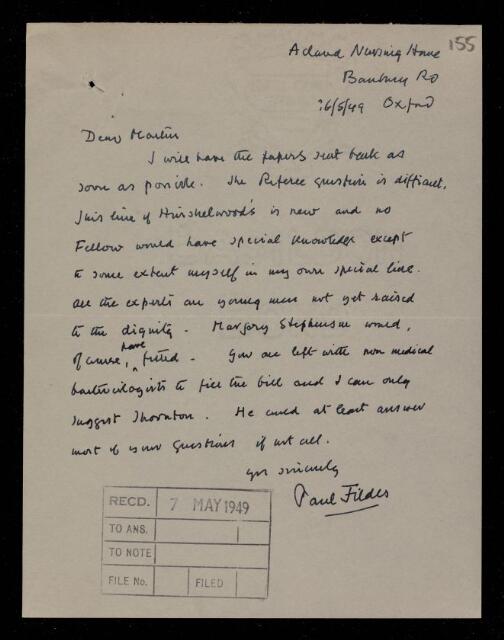 155
Acland Nursing Home
Banbury Rd
6/5/49 Oxford
Dear Martin
I will have the papers sent back as
soon as possible. The Referee question is difficult.
This line of Hinshelwood's is new and no
Fellow would have special knowledge except
to some extent myself in my own special line.
All the experts are young men not yet raised
to the dignity - Marjory Stephenson would,
of course, have fitted - You are left with non medical
bacteriologists to fill the bill and I can only
suggest Thornton. He could at least answer
most of your questions if not all.
Yrs sincerely
Paul Fildes
RECD. 7 MAY 1949
TO ANS.
TO NOTE
FILE No. FILED